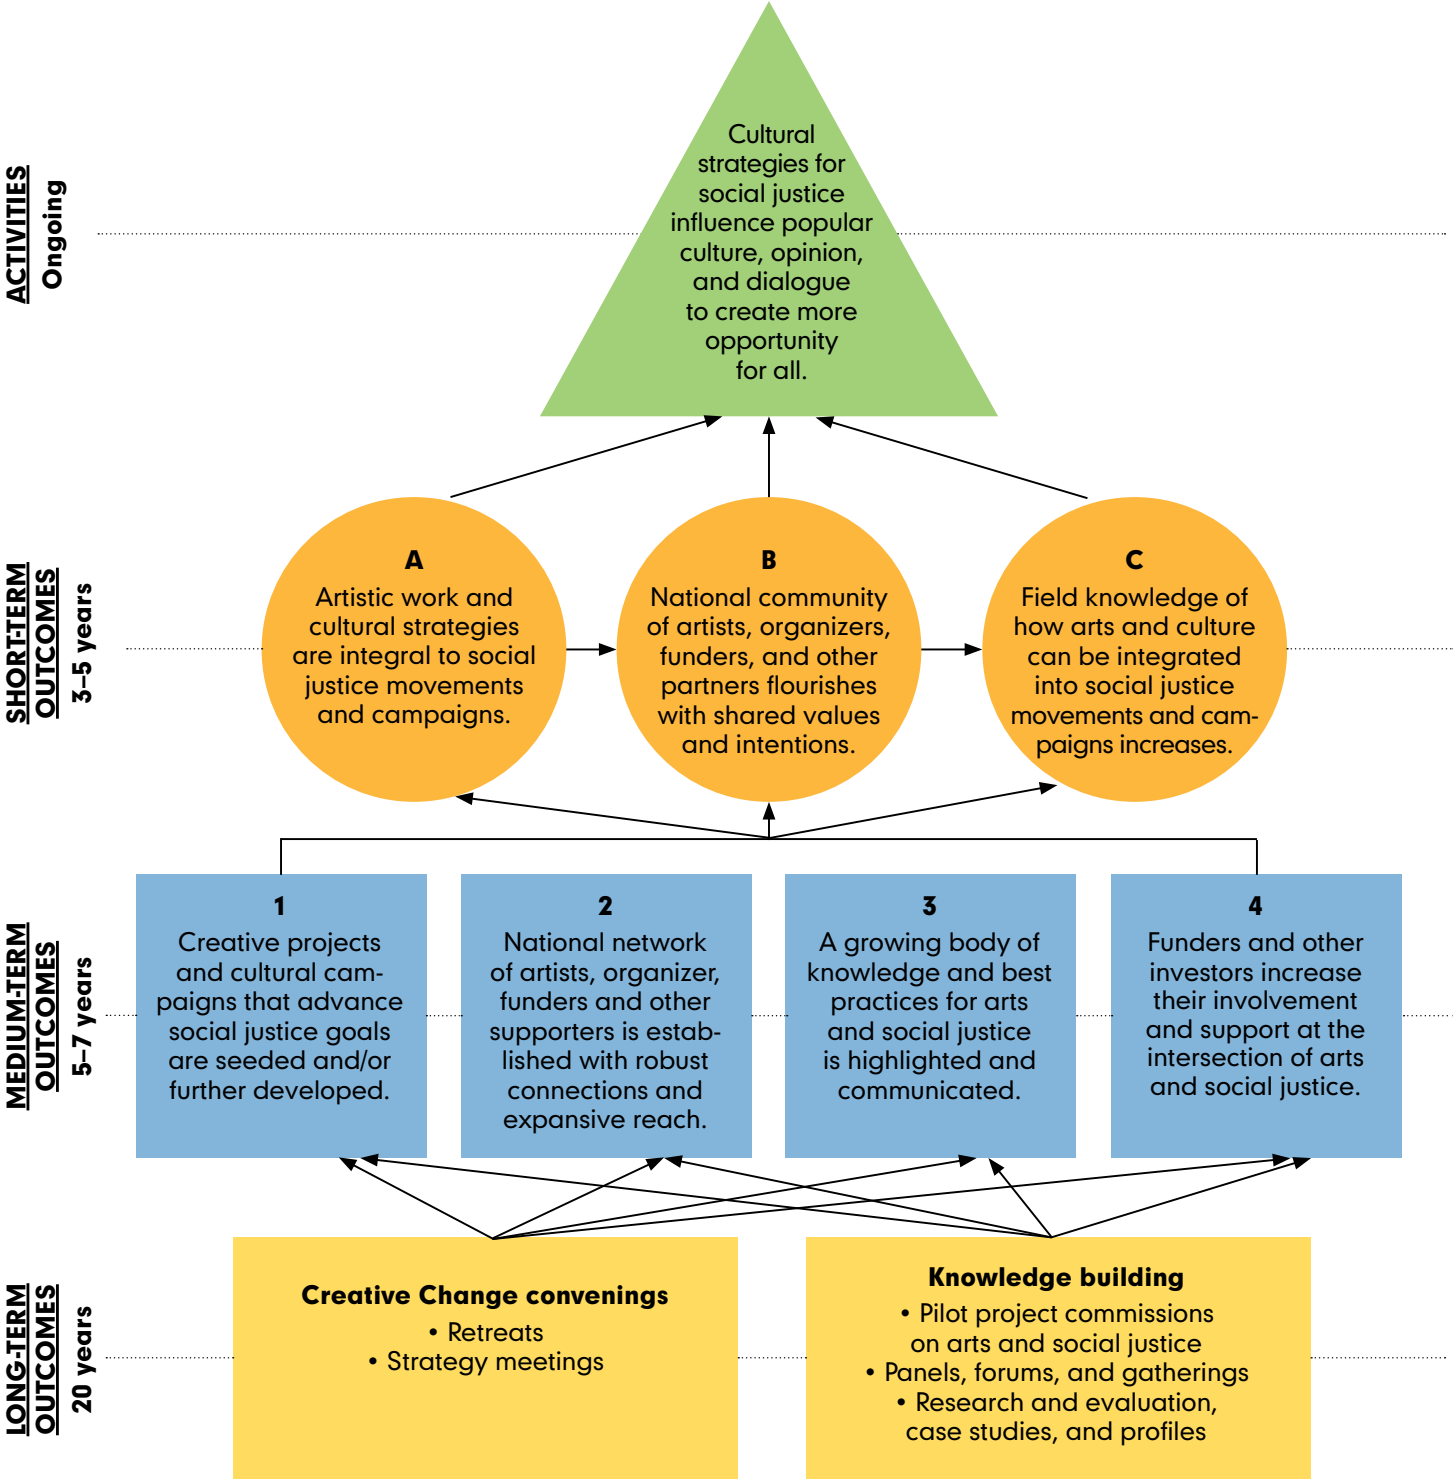 ACTIVITIES
Ongoing
Cultural
strategies for
social justice
influence popular
culture, opinion,
and dialogue
to create more
opportunity
for all.
SHORT-TERM
OUTCOMES
3–5 years
A
Artistic work and
cultural strategies
are integral to social
justice movements
and campaigns.
B
National community
of artists, organizers,
funders, and other
partners flourishes
with shared values
and intentions.
C
Field knowledge of
how arts and culture
can be integrated
into social justice
movements and cam-
paigns increases.
MEDIUM-TERM
OUTCOMES
5–7 years
1
Creative projects
and cultural cam-
paigns that advance
social justice goals
are seeded and/or
further developed.
2
National network
of artists, organizer,
funders and other
supporters is estab-
lished with robust
connections and
expansive reach.
3
A growing body of
knowledge and best
practices for arts
and social justice
is highlighted and
communicated.
4
Funders and other
investors increase
their involvement
and support at the
intersection of arts
and social justice.
LONG-TERM
OUTCOMES
20 years
Creative Change convenings
• Retreats
• Strategy meetings
Knowledge building
• Pilot project commissions
on arts and social justice
• Panels, forums, and gatherings
• Research and evaluation,
case studies, and profiles